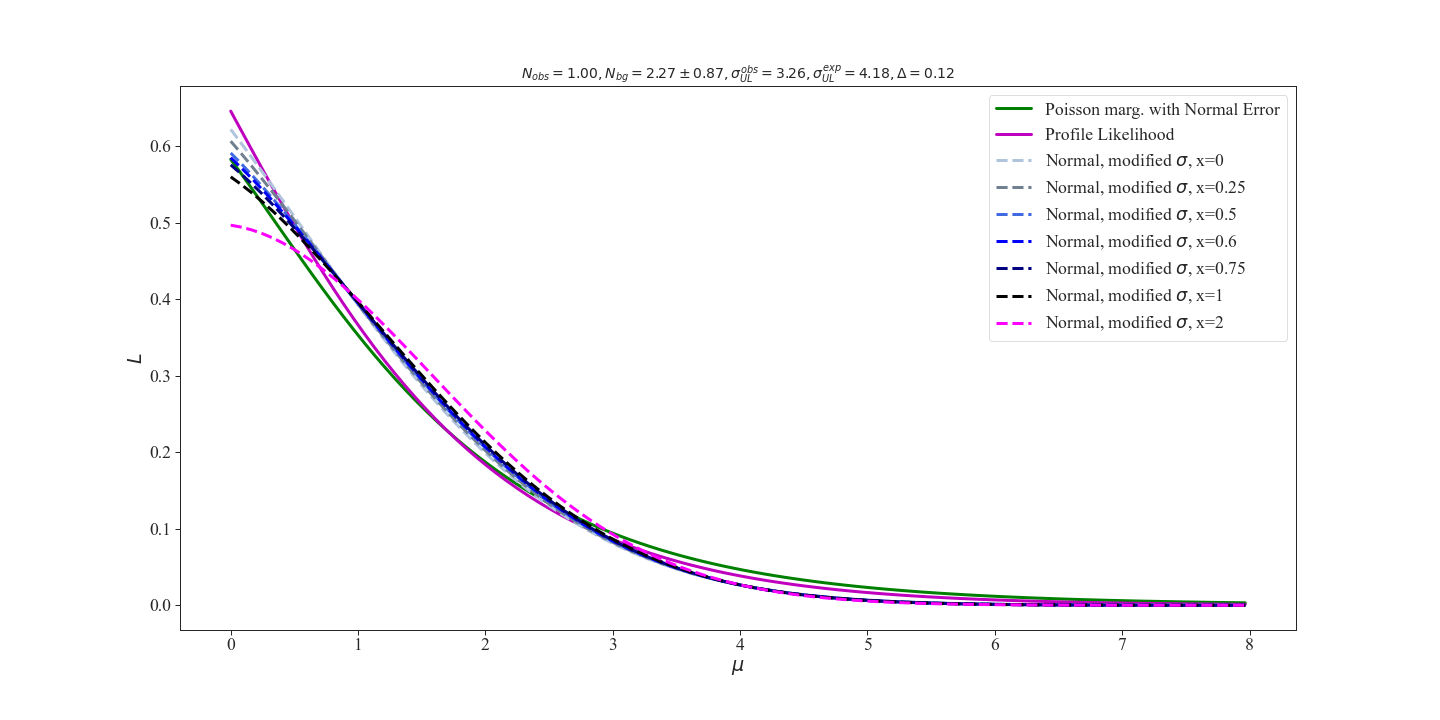 N_obs = 1.00, N_bg = 2.27 ± 0.87, σ_UL^obs = 3.26, σ_UL^exp = 4.18, Δ = 0.12
Poisson marg. with Normal Error
Profile Likelihood
Normal, modified σ, x=0
Normal, modified σ, x=0.25
Normal, modified σ, x=0.5
Normal, modified σ, x=0.6
Normal, modified σ, x=0.75
Normal, modified σ, x=1
Normal, modified σ, x=2
0.6
0.5
0.4
0.3
0.2
0.1
0.0
L
0 1 2 3 4 5 6 7 8
μ